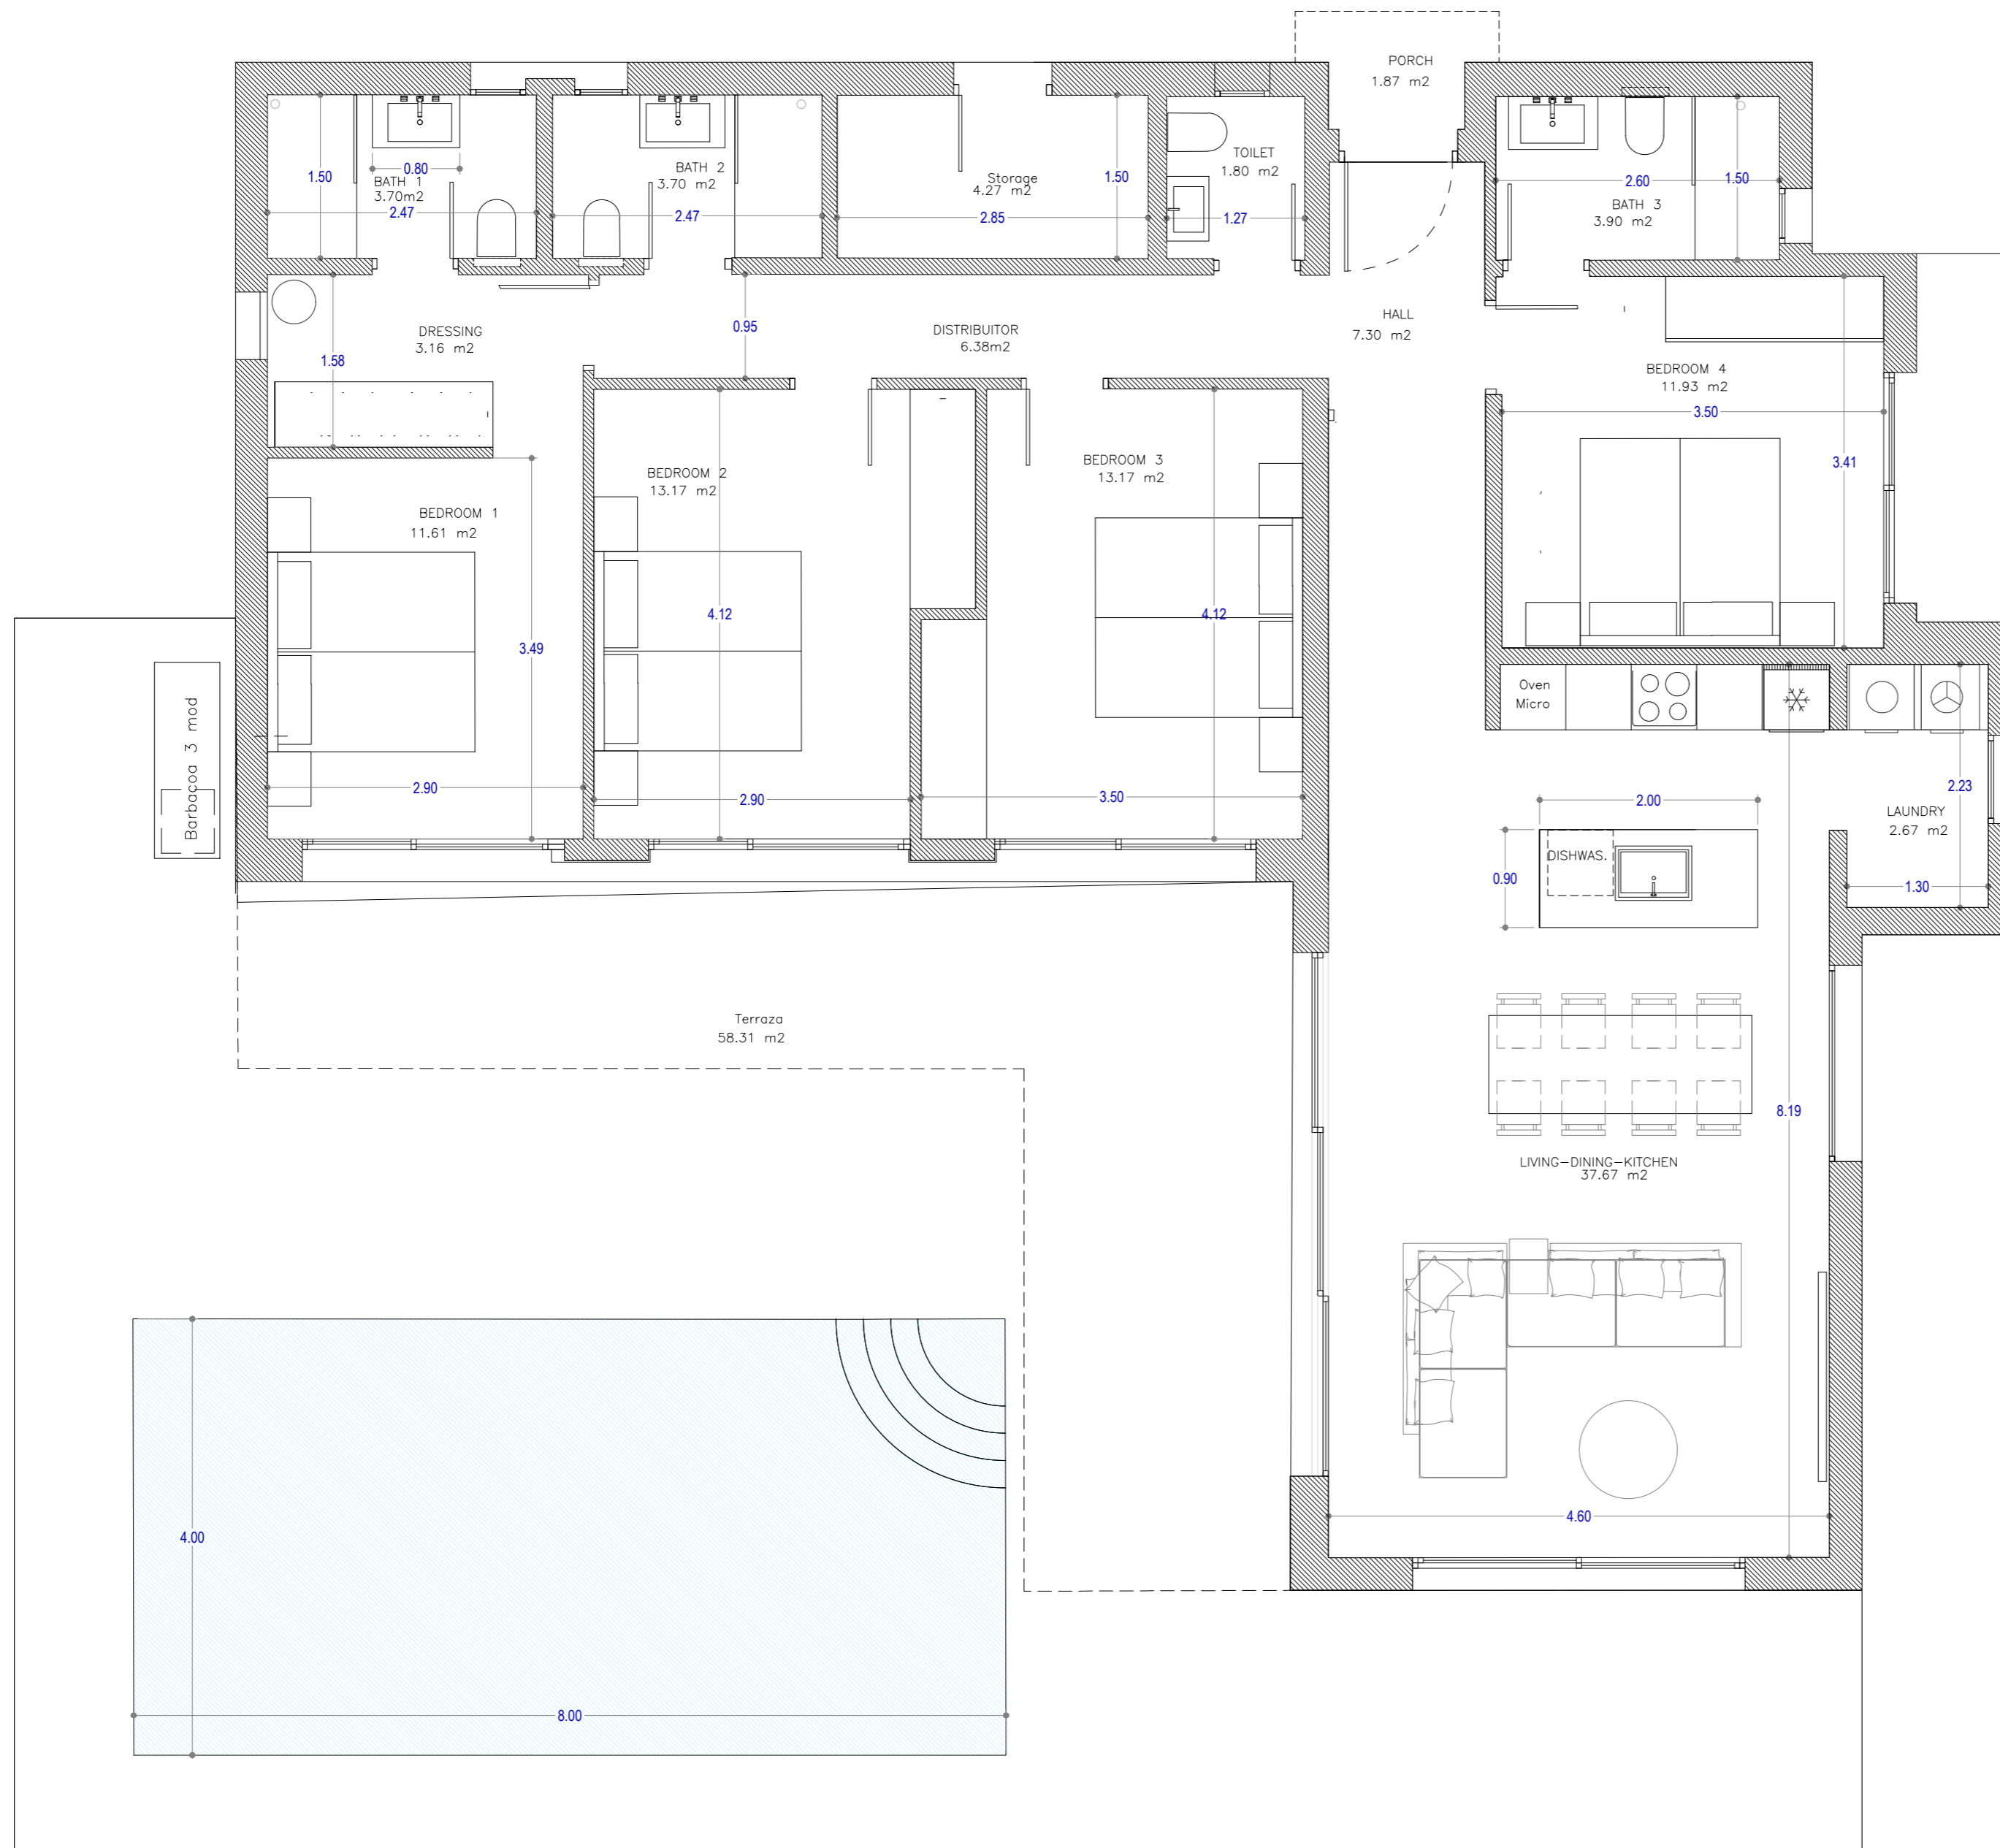 PORCH
1.87 m2
BATH 1
3.70m2
0.80
1.50
2.47
BATH 2
3.70 m2
2.47
Storage
4.27 m2
2.85
1.50
TOILET
1.80 m2
1.27
2.60
1.50
BATH 3
3.90 m2
DRESSING
3.16 m2
1.58
0.95
DISTRIBUITOR
6.38m2
HALL
7.30 m2
BEDROOM 4
11.93 m2
3.50
3.41
BEDROOM 1
11.61 m2
3.49
2.90
BEDROOM 2
13.17 m2
4.12
2.90
BEDROOM 3
13.17 m2
4.12
3.50
Oven
Micro
Barbacoa 3 mod
2.00
0.90
DISHWAS.
LAUNDRY
2.67 m2
2.23
1.30
Terraza
58.31 m2
LIVING-DINING-KITCHEN
37.67 m2
8.19
4.60
4.00
8.00